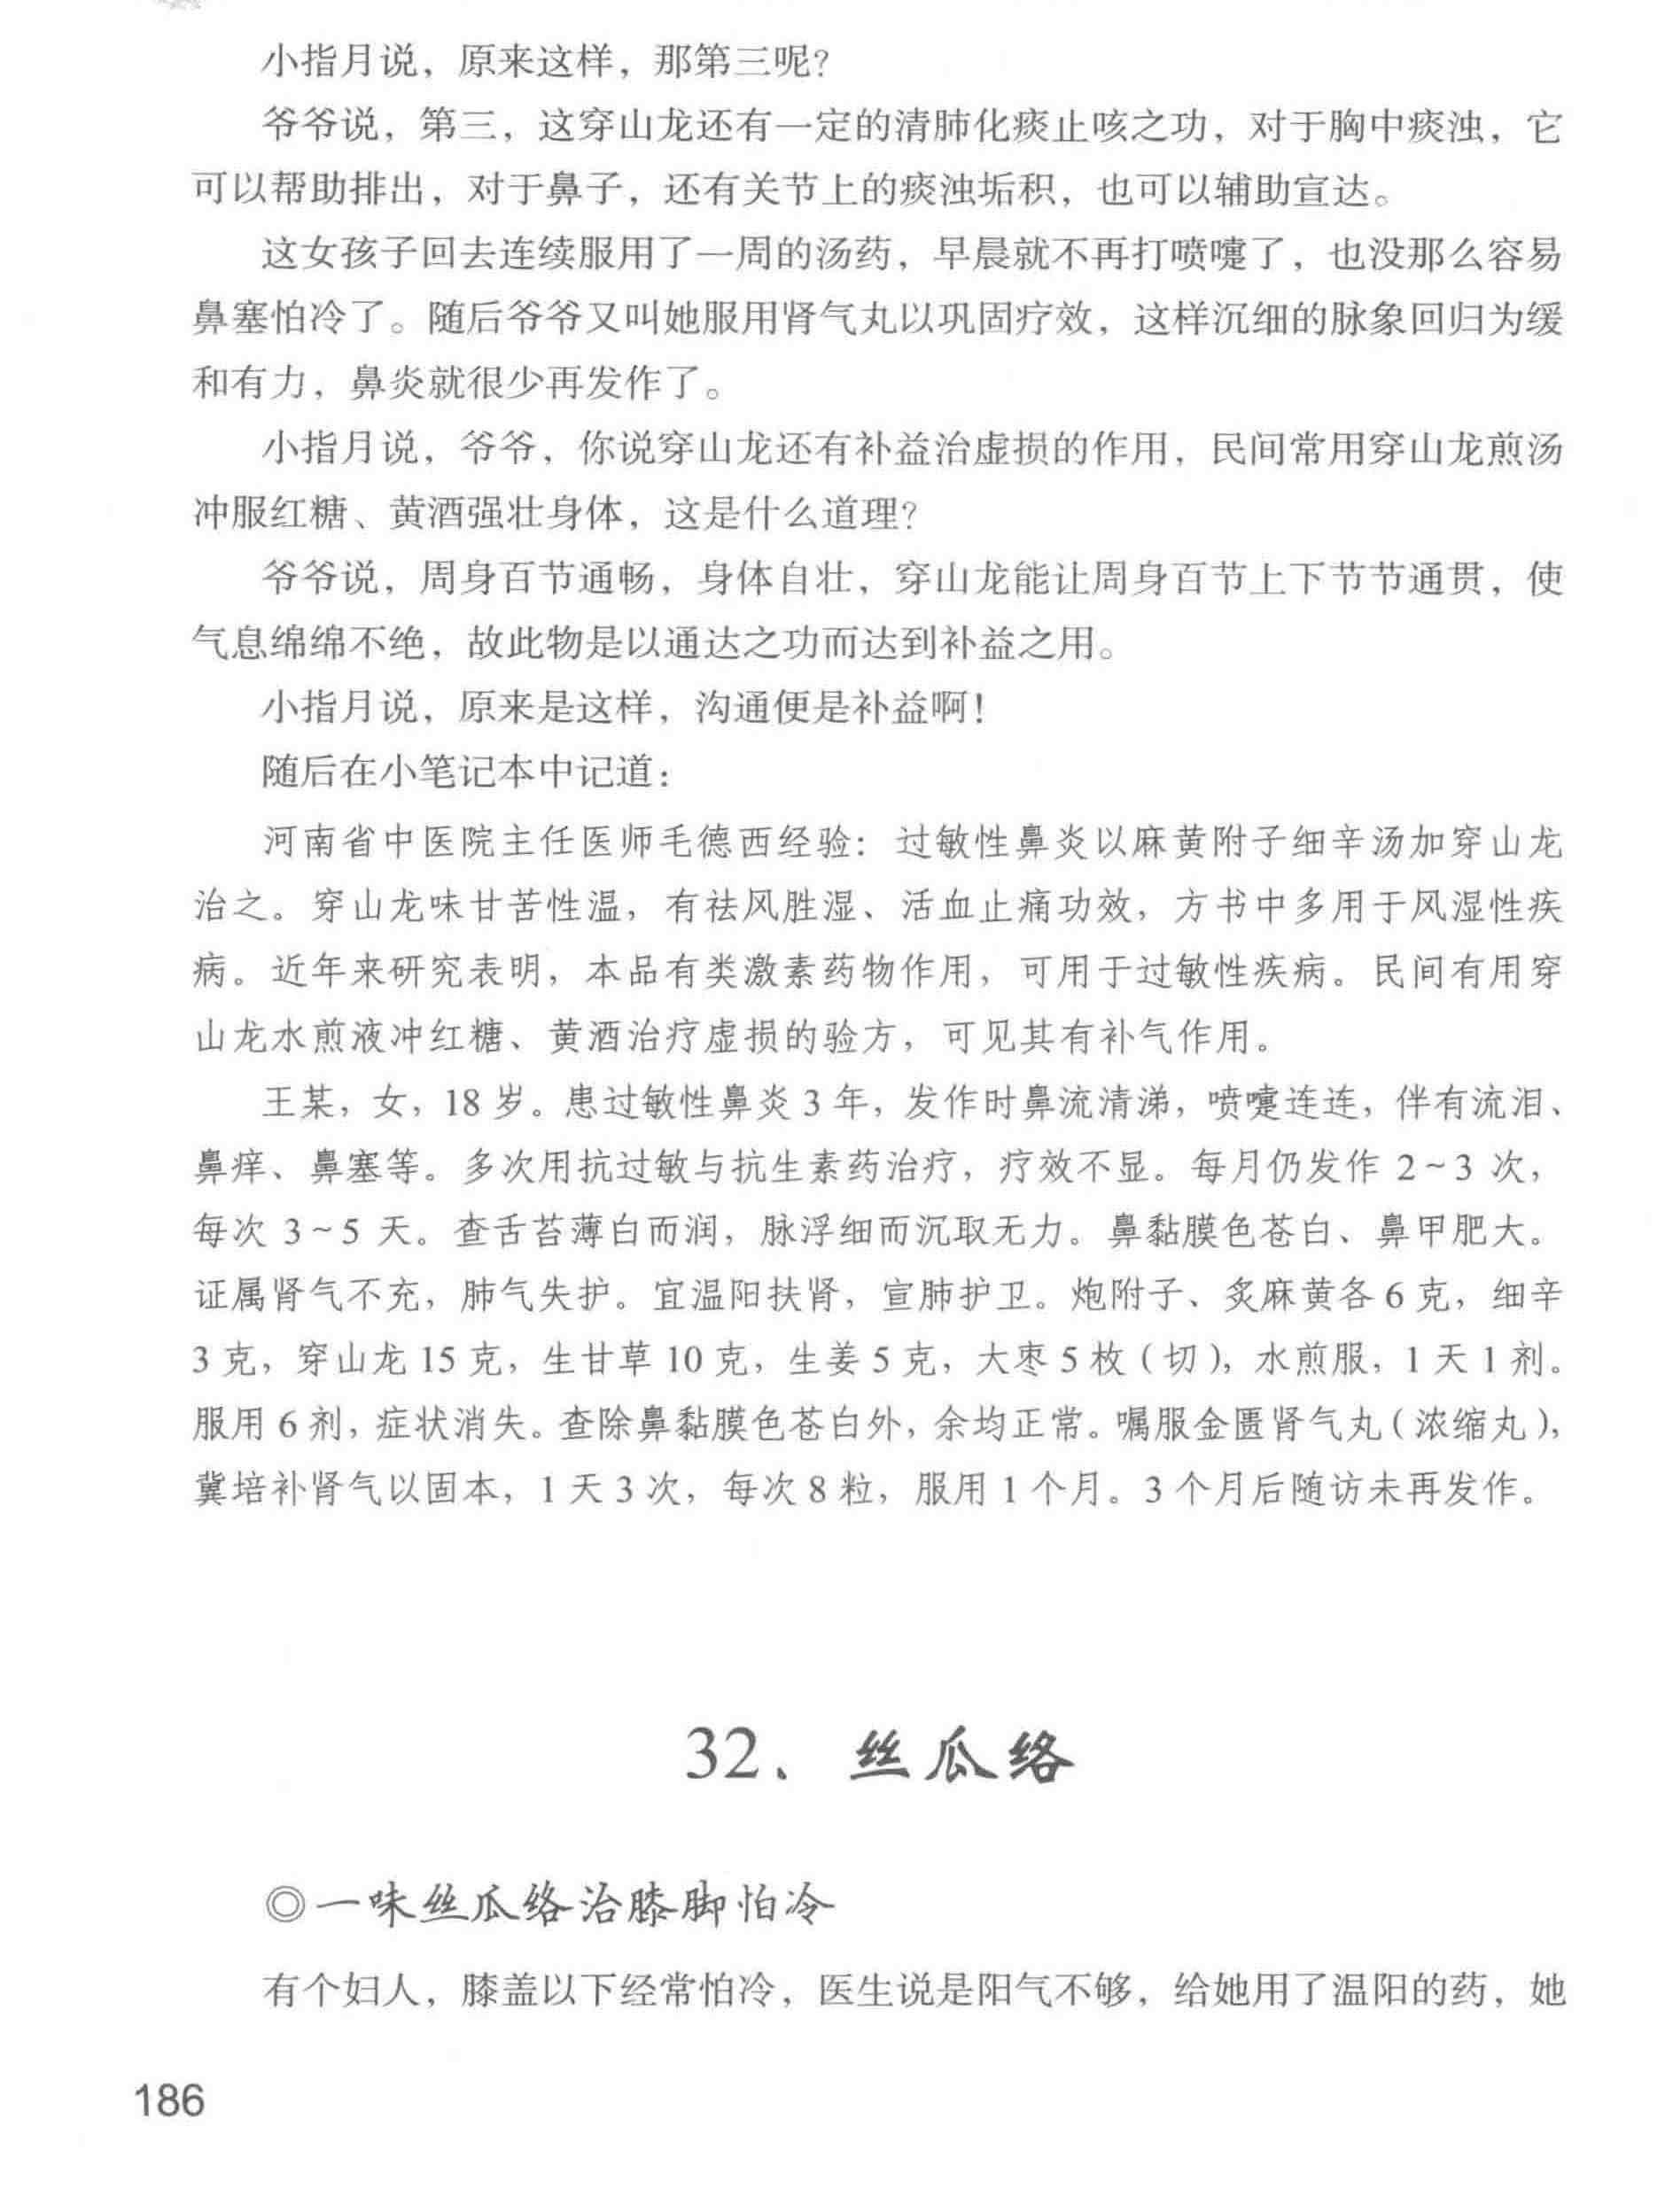 小指月说，原来这样，那第三呢？
爷爷说，第三，这穿山龙还有一定的清肺化痰止咳之功，对于胸中痰浊，它
可以帮助排出，对于鼻子，还有关节上的痰浊垢积，也可以辅助宣达。
这女孩子回去连续服用了一周的汤药，早晨就不再打喷嚏了，也没那么容易
鼻塞怕冷了。随后爷爷又叫她服用肾气丸以巩固疗效，这样沉细的脉象回归为缓
和有力，鼻炎就很少再发作了。
小指月说，爷爷，你说穿山龙还有补益治虚损的作用，民间常用穿山龙煎汤
冲服红糖、黄酒强壮身体，这是什么道理？
爷爷说，周身百节通畅，身体自壮，穿山龙能让周身百节上下节节通贯，使
气息绵绵不绝，故此物是以通达之功而达到补益之用。
小指月说，原来是这样，沟通便是补益啊！
随后在小笔记本中记道：
河南省中医院主任医师毛德西经验：过敏性鼻炎以麻黄附子细辛汤加穿山龙
治之。穿山龙味甘苦性温，有祛风胜湿、活血止痛功效，方书中多用于风湿性疾
病。近年来研究表明，本品有类激素药物作用，可用于过敏性疾病。民间有用穿
山龙水煎液冲红糖、黄酒治疗虚损的验方，可见其有补气作用。
王某，女，18 岁。患过敏性鼻炎 3 年，发作时鼻流清涕，喷嚏连连，伴有流泪、
鼻痒、鼻塞等。多次用抗过敏与抗生素药治疗，疗效不显。每月仍发作 2~3 次，
每次 3~5 天。查舌苔薄白而润，脉浮细而沉取无力。鼻黏膜色苍白、鼻甲肥大。
证属肾气不充，肺气失护。宜温阳扶肾，宣肺护卫。炮附子、炙麻黄各 6 克，细辛
3 克，穿山龙 15 克，生甘草 10 克，生姜 5 克，大枣 5 枚（切），水煎服，1 天 1 剂。
服用 6 剂，症状消失。查除鼻黏膜色苍白外，余均正常。嘱服金匮肾气丸（浓缩丸），
冀培补肾气以固本，1 天 3 次，每次 8 粒，服用 1 个月。3 个月后随访未再发作。
32、丝瓜络
◎一味丝瓜络治膝脚怕冷
有个妇人，膝盖以下经常怕冷，医生说是阳气不够，给她用了温阳的药，她
186